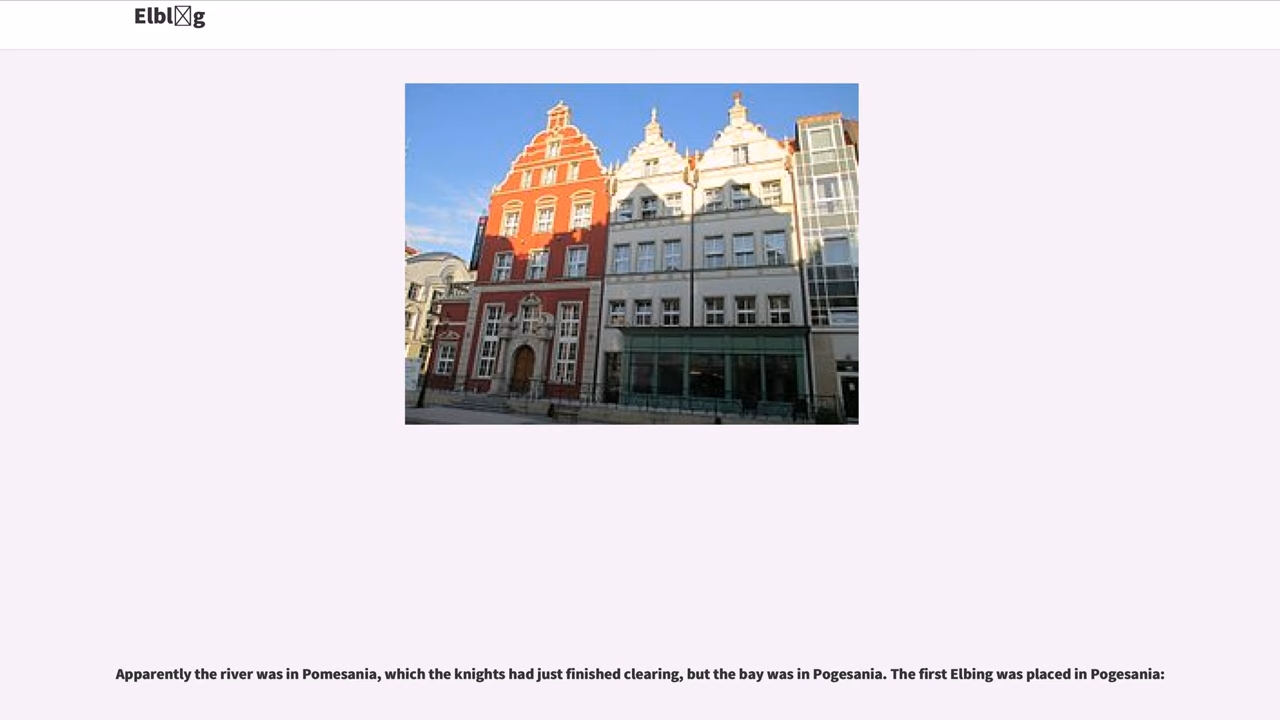 Elbl☒g
Apparently the river was in Pomesania, which the knights had just finished clearing, but the bay was in Pogesania. The first Elbing was placed in Pogesania: